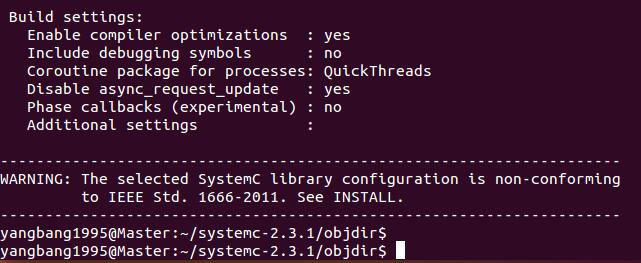 Build settings:
Enable compiler optimizations : yes
Include debugging symbols : no
Coroutine package for processes: QuickThreads
Disable async_request_update : yes
Phase callbacks (experimental) : no
Additional settings :
---------------------------------------------------------------------
WARNING: The selected SystemC library configuration is non-conforming
to IEEE Std. 1666-2011. See INSTALL.
---------------------------------------------------------------------
yangbang1995@Master:~/systemc-2.3.1/objdir$
yangbang1995@Master:~/systemc-2.3.1/objdir$